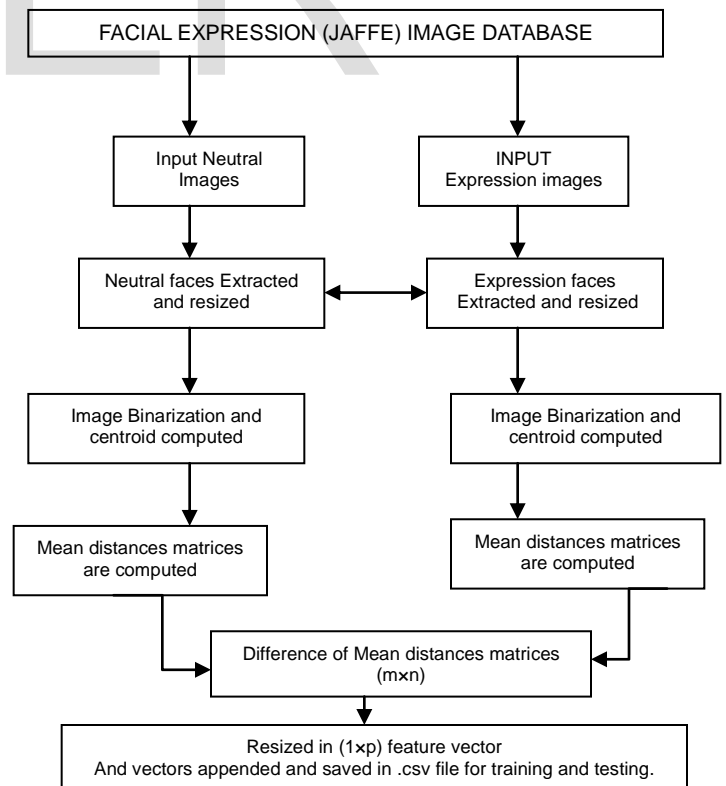 FACIAL EXPRESSION (JAFFE) IMAGE DATABASE
Input Neutral
Images
INPUT
Expression images
Neutral faces Extracted
and resized
Expression faces
Extracted and resized
Image Binarization and
centroid computed
Image Binarization and
centroid computed
Mean distances matrices
are computed
Mean distances matrices
are computed
Difference of Mean distances matrices
(m×n)
Resized in (1×p) feature vector
And vectors appended and saved in .csv file for training and testing.